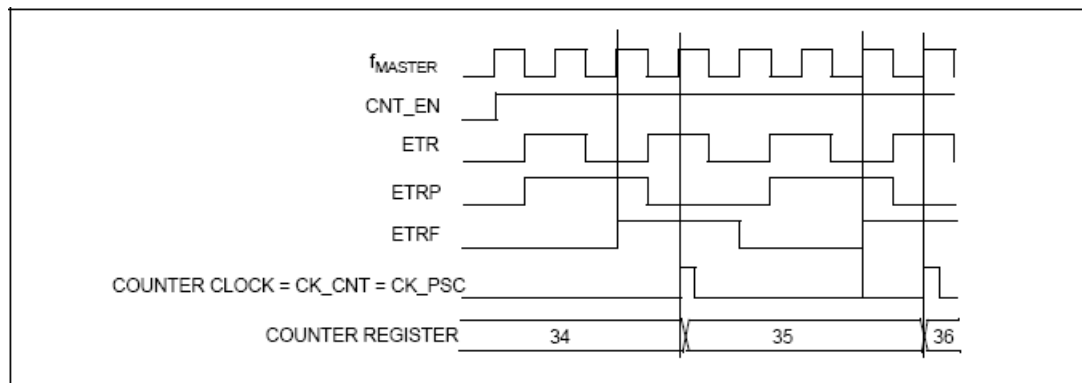 fMASTER
CNT_EN
ETR
ETRP
ETRF
COUNTER CLOCK = CK_CNT = CK_PSC
COUNTER REGISTER 34 35 36